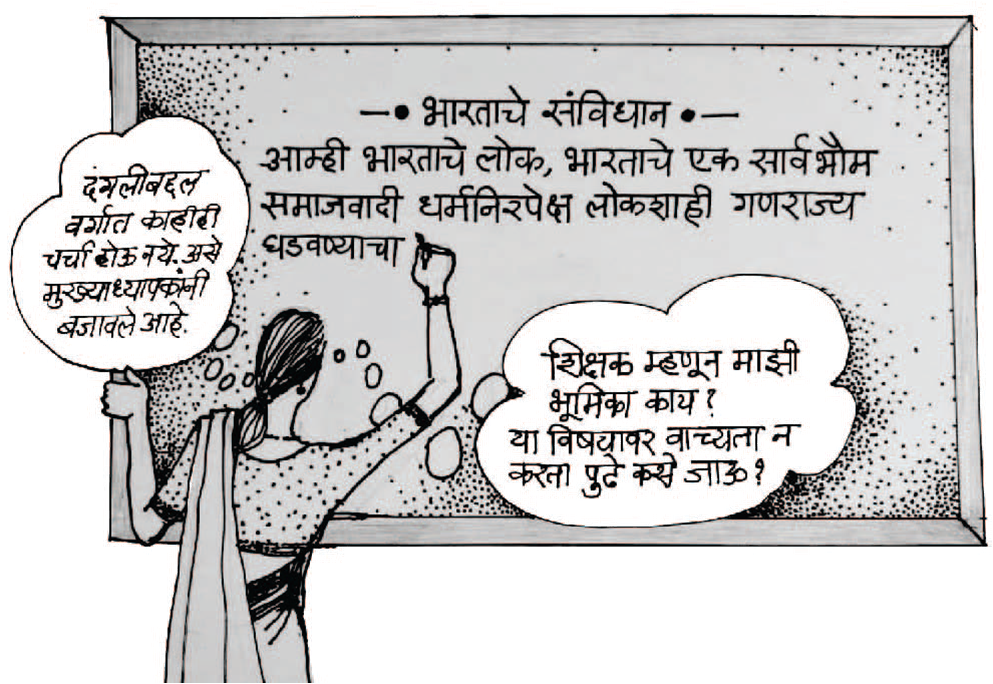 भारताचे संविधान
आम्ही भारताचे लोक, भारताचे एक सार्वभौम
समाजवादी धर्मनिरपेक्ष लोकशाही गणराज्य
घडवण्याचा
दंगलीबद्दल
वर्गात काहीही
चर्चा होऊ नये. असे
मुख्याध्यापकांनी
बजावले आहे.
शिक्षक म्हणून माझी
भूमिका काय?
या विषयावर वाच्यता न
करता पुढे कसे जाऊ?